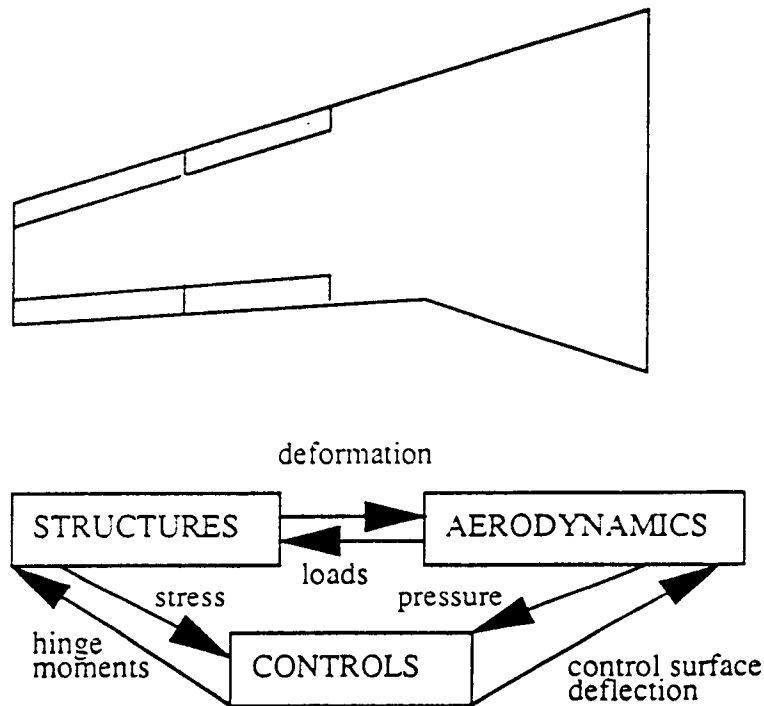 deformation
STRUCTURES
AERODYNAMICS
loads
stress
pressure
hinge
moments
CONTROLS
control surface
deflection